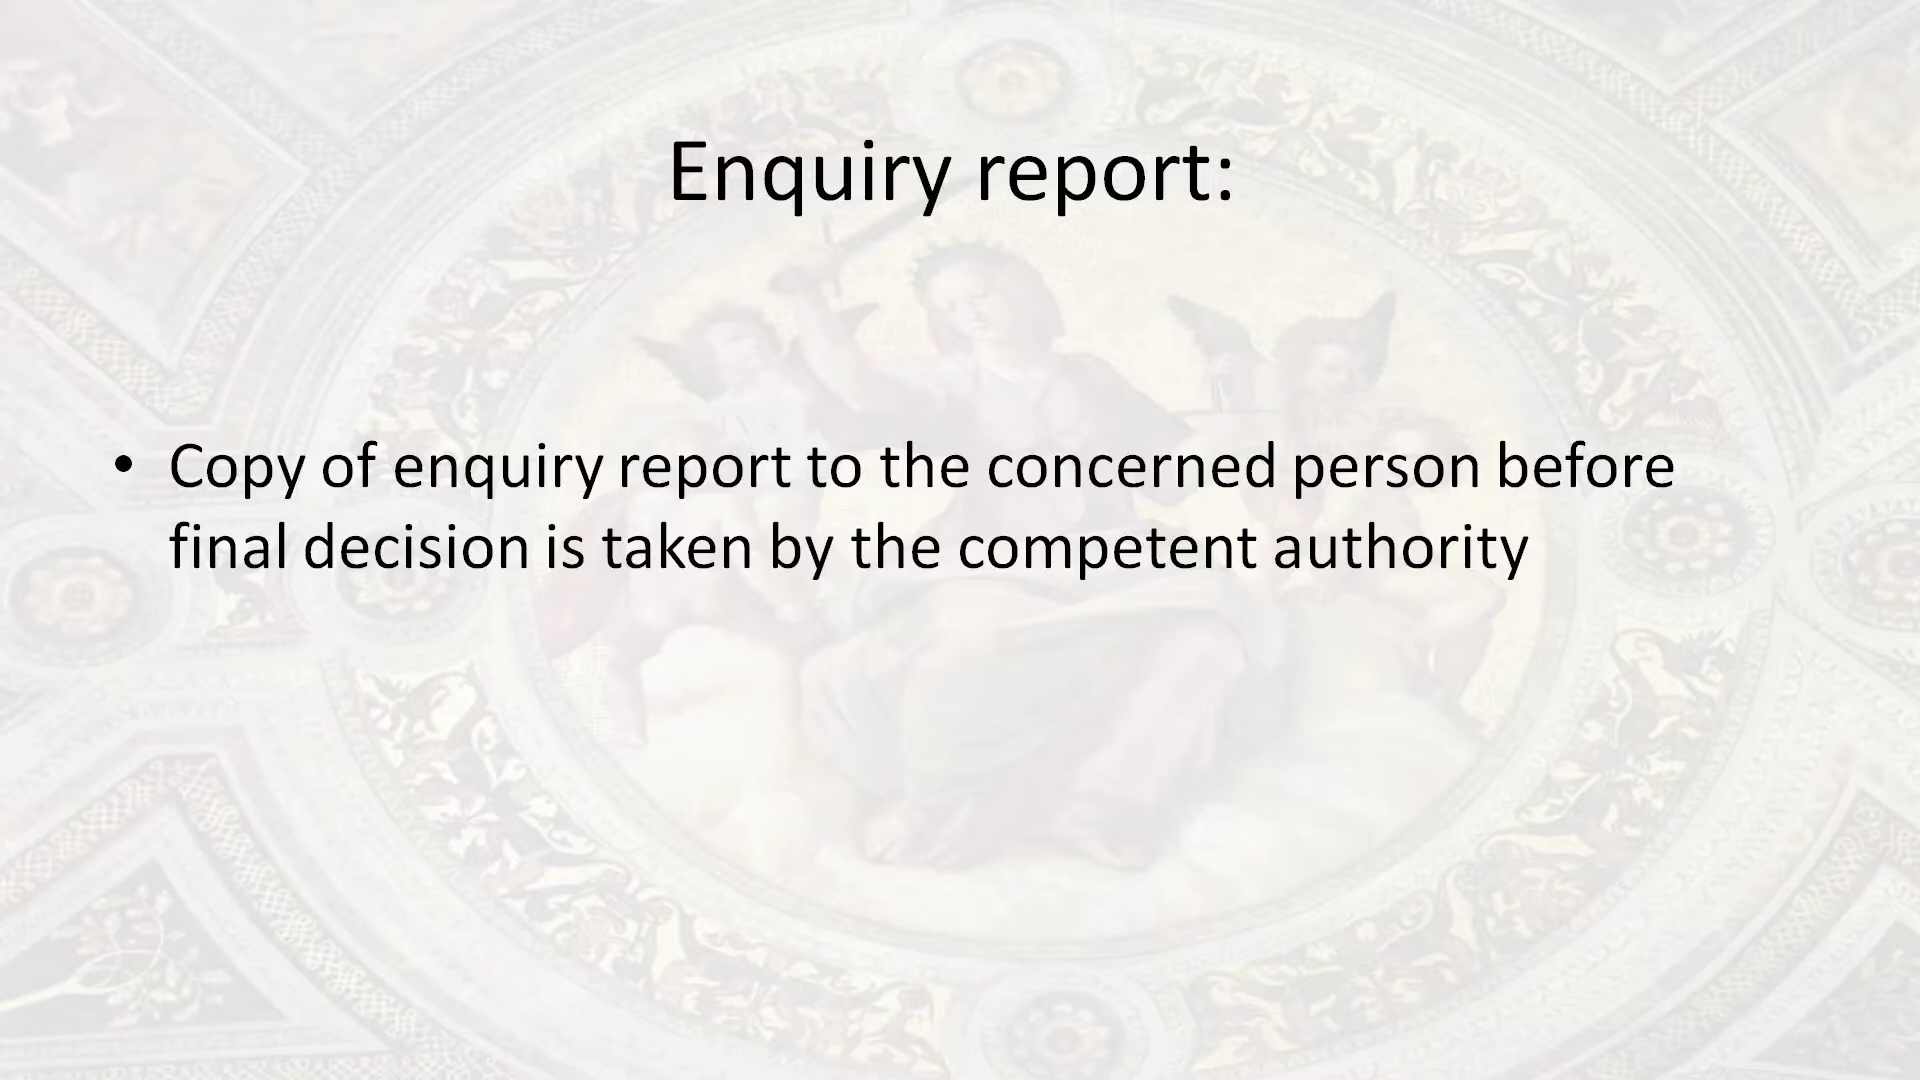 Enquiry report:
• Copy of enquiry report to the concerned person before
final decision is taken by the competent authority